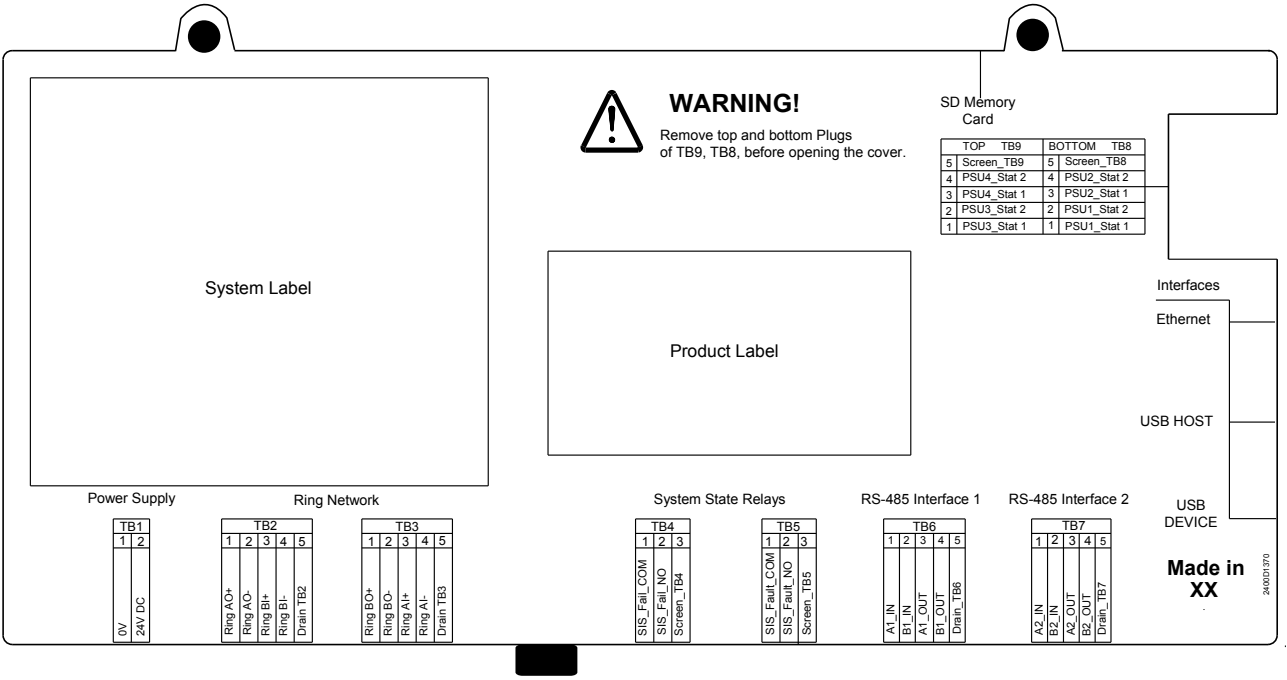 WARNING!
Remove top and bottom Plugs
of TB9, TB8, before opening the cover.
SD Memory
Card
TOP TB9 BOTTOM TB8
5 Screen_TB9 5 Screen_TB8
4 PSU4_Stat 2 4 PSU2_Stat 2
3 PSU4_Stat 1 3 PSU2_Stat 1
2 PSU3_Stat 2 2 PSU1_Stat 2
1 PSU3_Stat 1 1 PSU1_Stat 1
System Label
Product Label
Interfaces
Ethernet
USB HOST
USB
DEVICE
Made in
XX
2400D1370
Power Supply
TB1
1 2
0V
24V DC
Ring Network
TB2
1 2 3 4 5
Ring AO+
Ring AO-
Ring BI+
Ring BI-
Drain TB2
TB3
1 2 3 4 5
Ring BO+
Ring BO-
Ring AI+
Ring AI-
Drain TB3
System State Relays
TB4
1 2 3
SIS_Fail_COM
SIS_Fail_NO
Screen_TB4
TB5
1 2 3
SIS_Fault_COM
SIS_Fault_NO
Screen_TB5
RS-485 Interface 1
TB6
1 2 3 4 5
A1_IN
B1_IN
A1_OUT
B1_OUT
Drain_TB6
RS-485 Interface 2
TB7
1 2 3 4 5
A2_IN
B2_IN
A2_OUT
B2_OUT
Drain_TB7